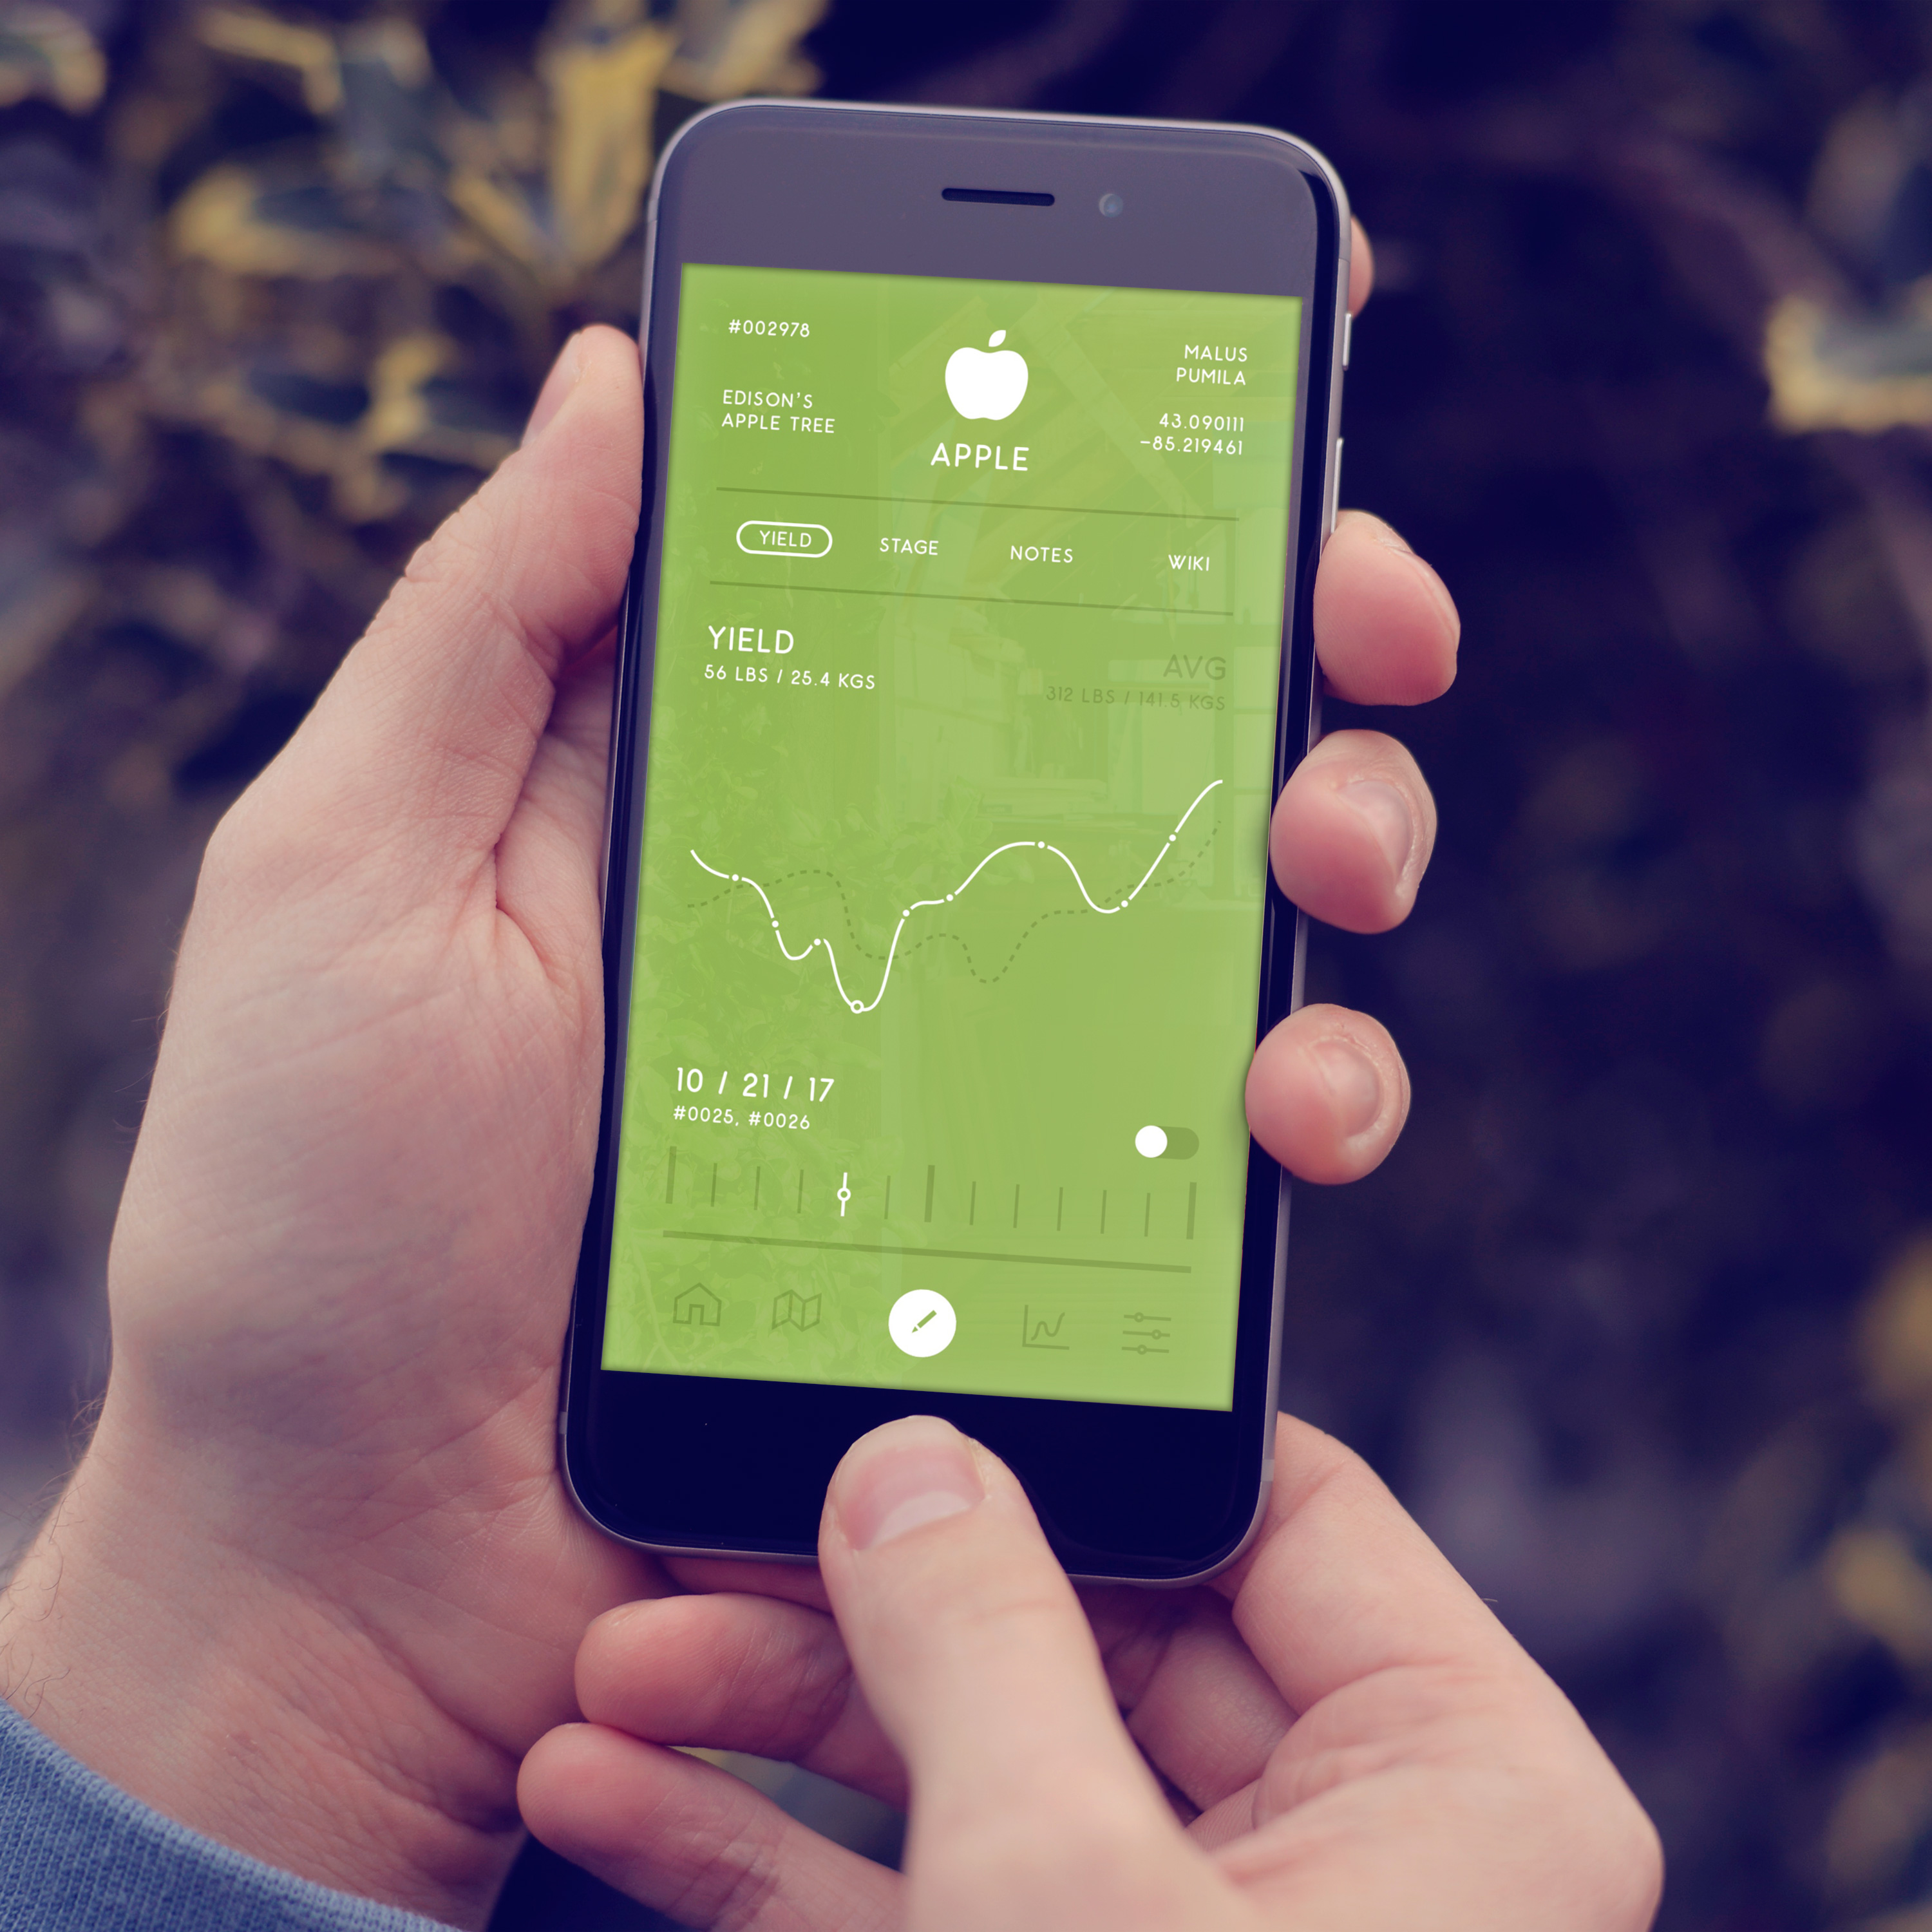 #002978
EDISON'S
APPLE TREE
APPLE
MALUS
PUMILA
43.090111
-85.219461
YIELD
STAGE
NOTES
WIKI
YIELD
56 LBS / 25.4 KGS
AVG
312 LBS / 141.5 KGS
10 / 21 / 17
#0025, #0026